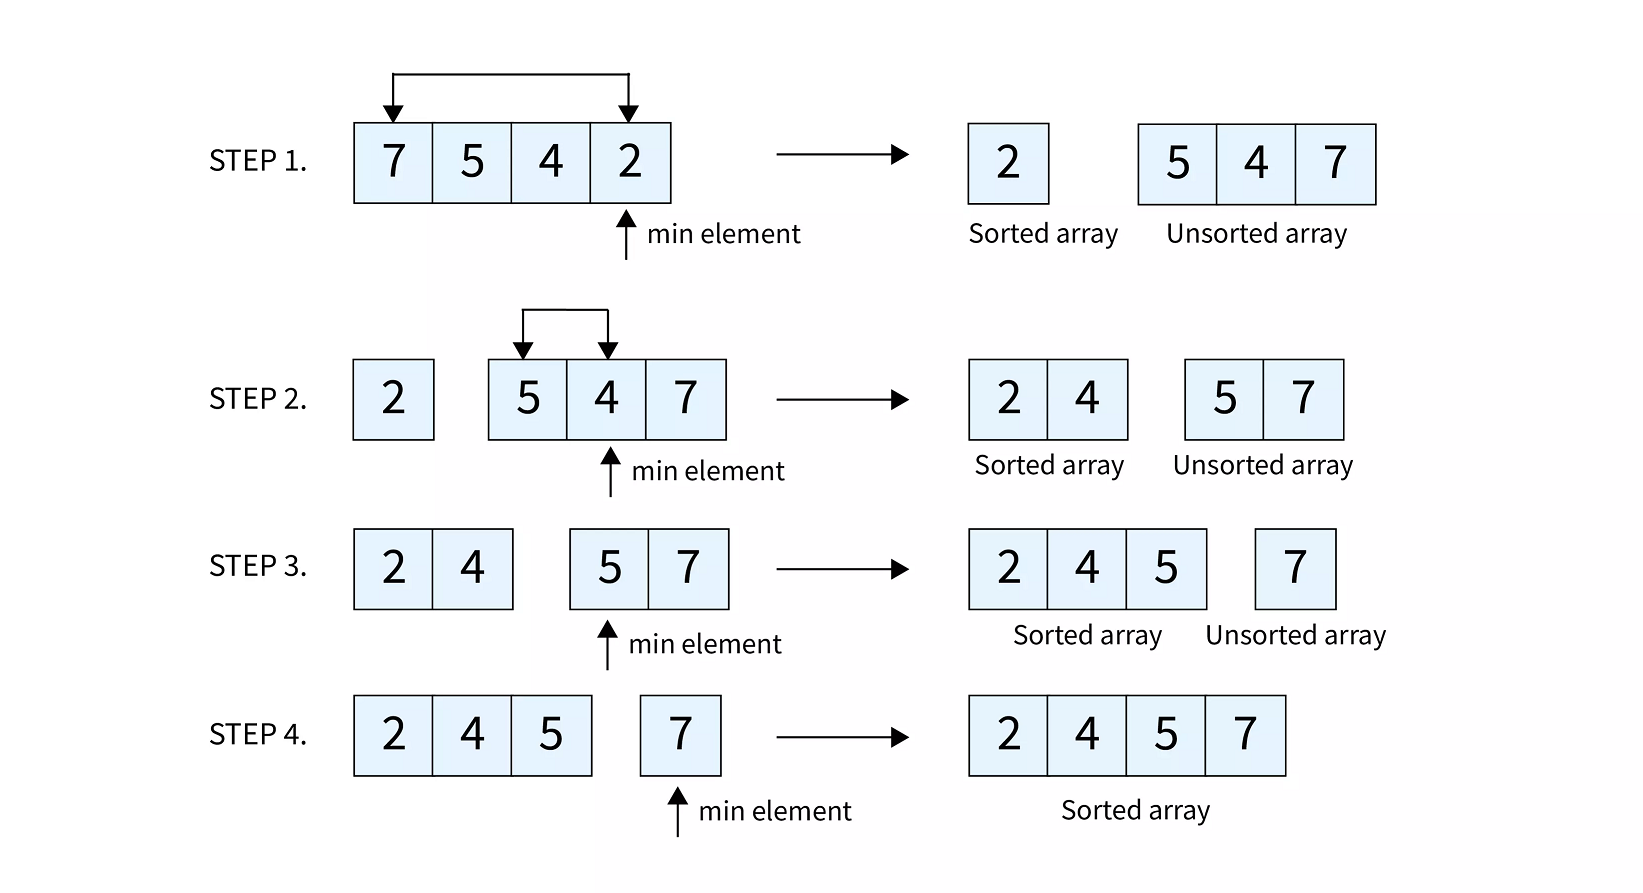 STEP 1. 7 5 4 2 2 5 4 7
min element Sorted array Unsorted array
STEP 2. 2 5 4 7 2 4 5 7
min element Sorted array Unsorted array
STEP 3. 2 4 5 7 2 4 5 7
min element Sorted array Unsorted array
STEP 4. 2 4 5 7 2 4 5 7
min element Sorted array